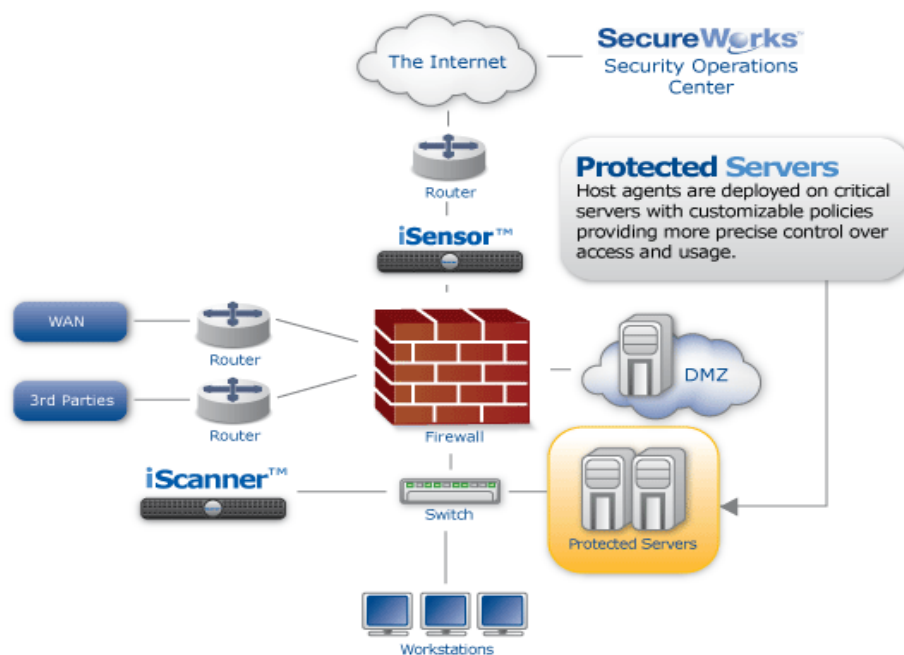 The Internet
SecureWorks™
Security Operations
Center
Router
Protected Servers
Host agents are deployed on critical
servers with customizable policies
providing more precise control over
access and usage.
iSensor™
WAN
Router
3rd Parties
Router
Firewall
DMZ
iScanner™
Switch
Protected Servers
Workstations